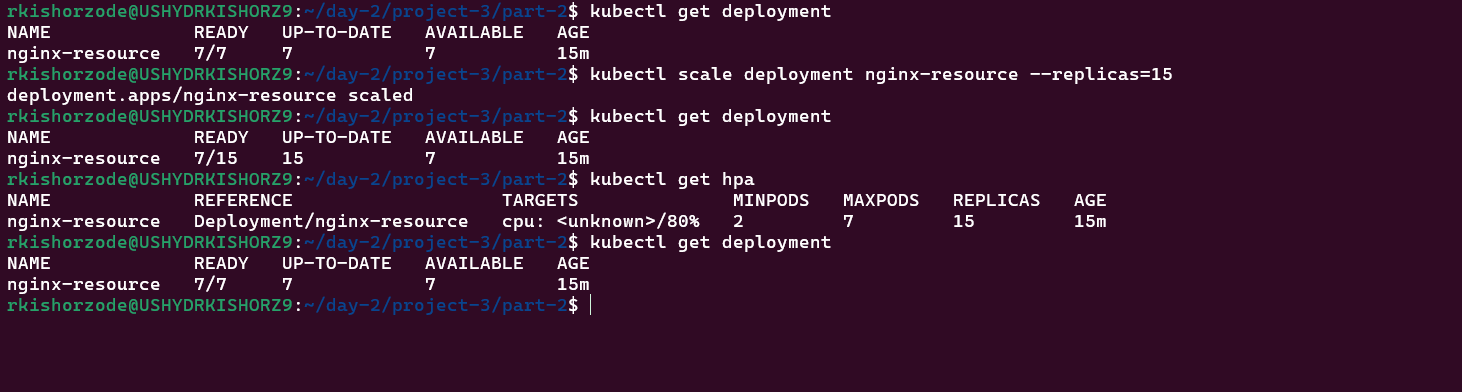 rkishorzode@USHYDRKISHORZ9:~/day-2/project-3/part-2$ kubectl get deployment
NAME             READY   UP-TO-DATE   AVAILABLE   AGE
nginx-resource   7/7     7            7           15m
rkishorzode@USHYDRKISHORZ9:~/day-2/project-3/part-2$ kubectl scale deployment nginx-resource --replicas=15
deployment.apps/nginx-resource scaled
rkishorzode@USHYDRKISHORZ9:~/day-2/project-3/part-2$ kubectl get deployment
NAME             READY   UP-TO-DATE   AVAILABLE   AGE
nginx-resource   7/15    15           7           15m
rkishorzode@USHYDRKISHORZ9:~/day-2/project-3/part-2$ kubectl get hpa
NAME             REFERENCE                   TARGETS              MINPODS   MAXPODS   REPLICAS   AGE
nginx-resource   Deployment/nginx-resource   cpu: <unknown>/80%   2         7         15         15m
rkishorzode@USHYDRKISHORZ9:~/day-2/project-3/part-2$ kubectl get deployment
NAME             READY   UP-TO-DATE   AVAILABLE   AGE
nginx-resource   7/7     7            7           15m
rkishorzode@USHYDRKISHORZ9:~/day-2/project-3/part-2$